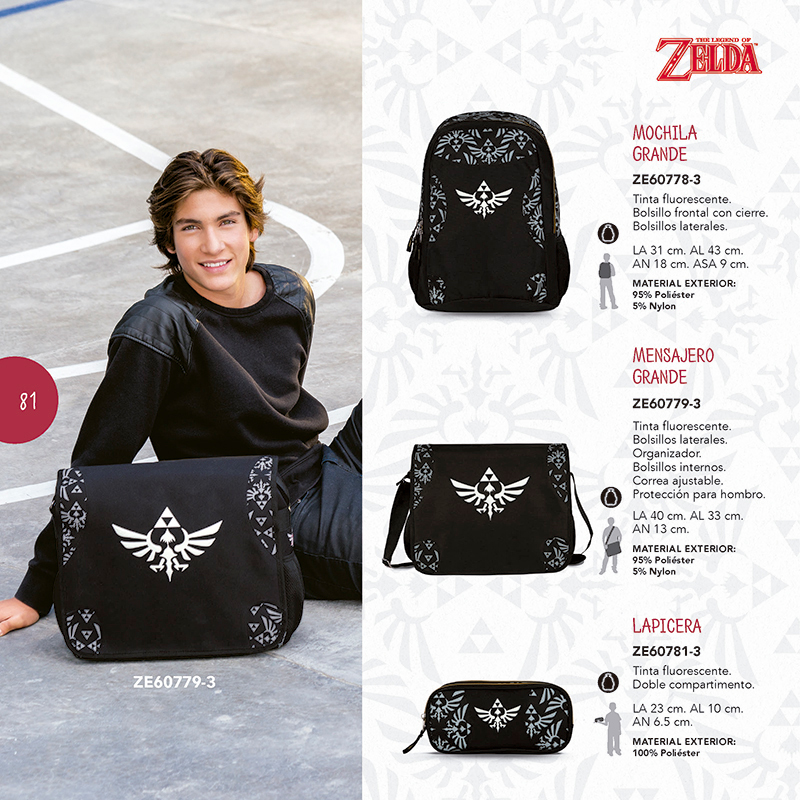 81
ZE60779-3
THE LEGEND OF
ZELDA™
MOCHILA
GRANDE
ZE60778-3
Tinta fluorescente.
Bolsillo frontal con cierre.
Bolsillos laterales.
LA 31 cm. AL 43 cm.
AN 18 cm. ASA 9 cm.
MATERIAL EXTERIOR:
95% Poliéster
5% Nylon
MENSAJERO
GRANDE
ZE60779-3
Tinta fluorescente.
Bolsillos laterales.
Organizador.
Bolsillos internos.
Correa ajustable.
Protección para hombro.
LA 40 cm. AL 33 cm.
AN 13 cm.
MATERIAL EXTERIOR:
95% Poliéster
5% Nylon
LAPICERA
ZE60781-3
Tinta fluorescente.
Doble compartimento.
LA 23 cm. AL 10 cm.
AN 6.5 cm.
MATERIAL EXTERIOR:
100% Poliéster